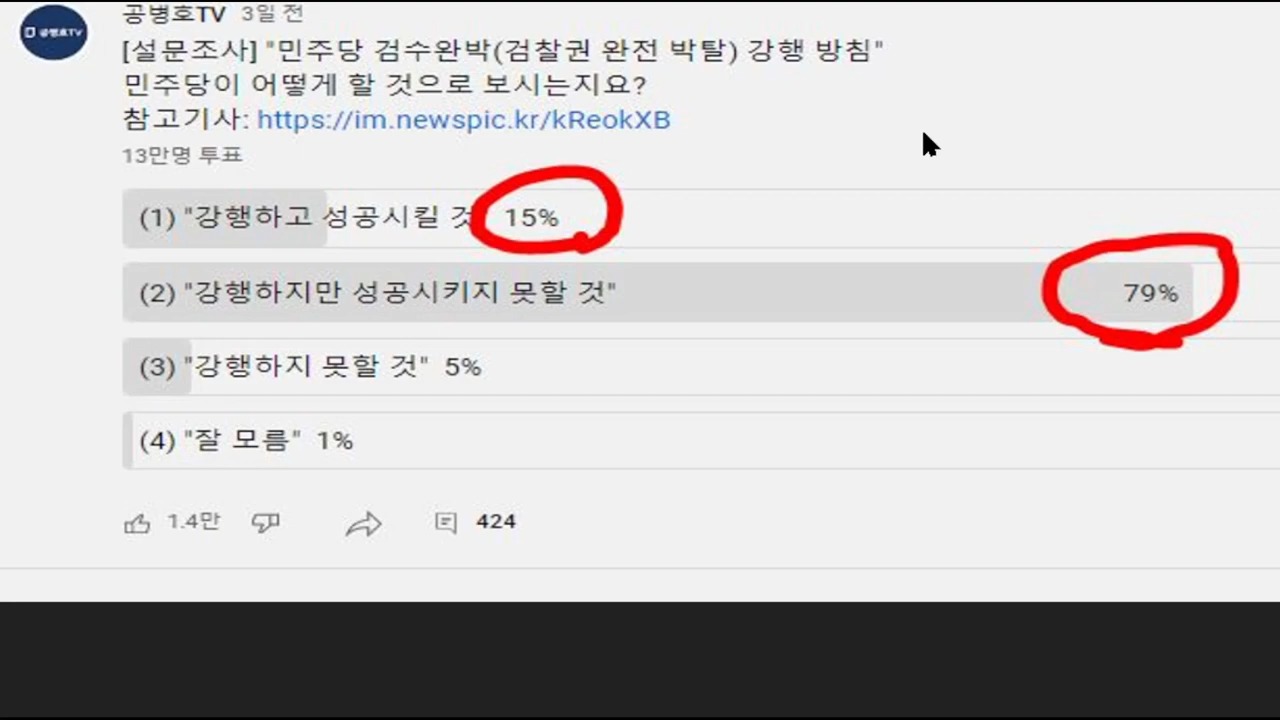 공병호TV 3일 전
공병호TV
[설문조사] "민주당 검수완박(검찰권 완전 박탈) 강행 방침"
민주당이 어떻게 할 것으로 보시는지요?
참고기사: https://im.newspic.kr/kReokXB
13만명 투표
(1) "강행하고 성공시킬 것 15%
(2) "강행하지만 성공시키지 못할 것" 79%
(3) "강행하지 못할 것" 5%
(4) "잘 모름" 1%
1.4만 424